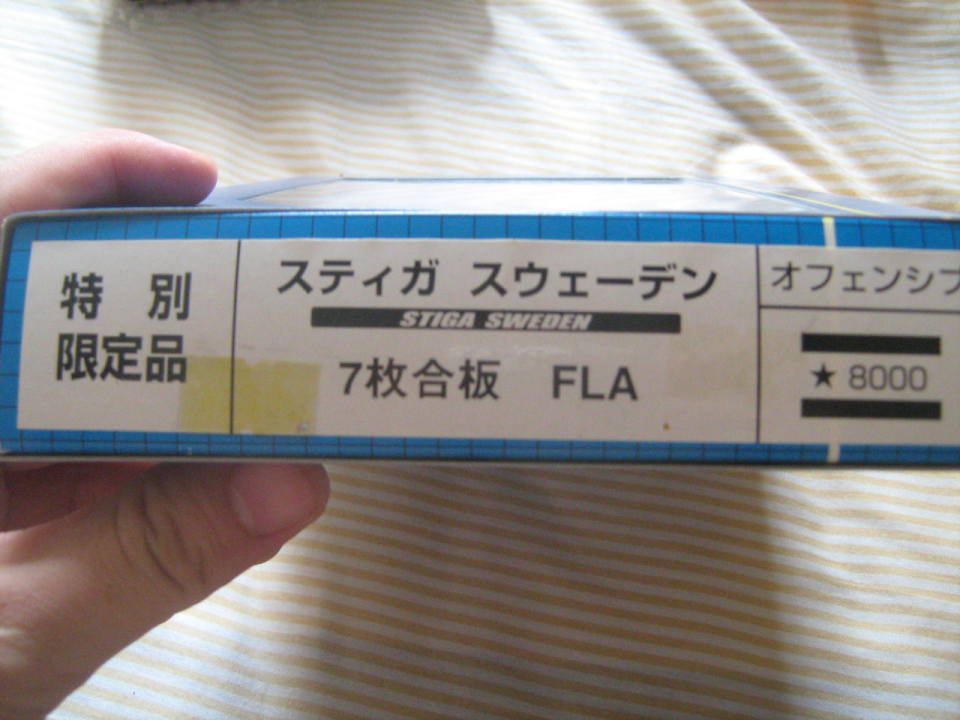 特別
限定品
スティガ スウェーデン
STIGA SWEDEN
7枚合板 FLA
オフェンシブ
★ 8000